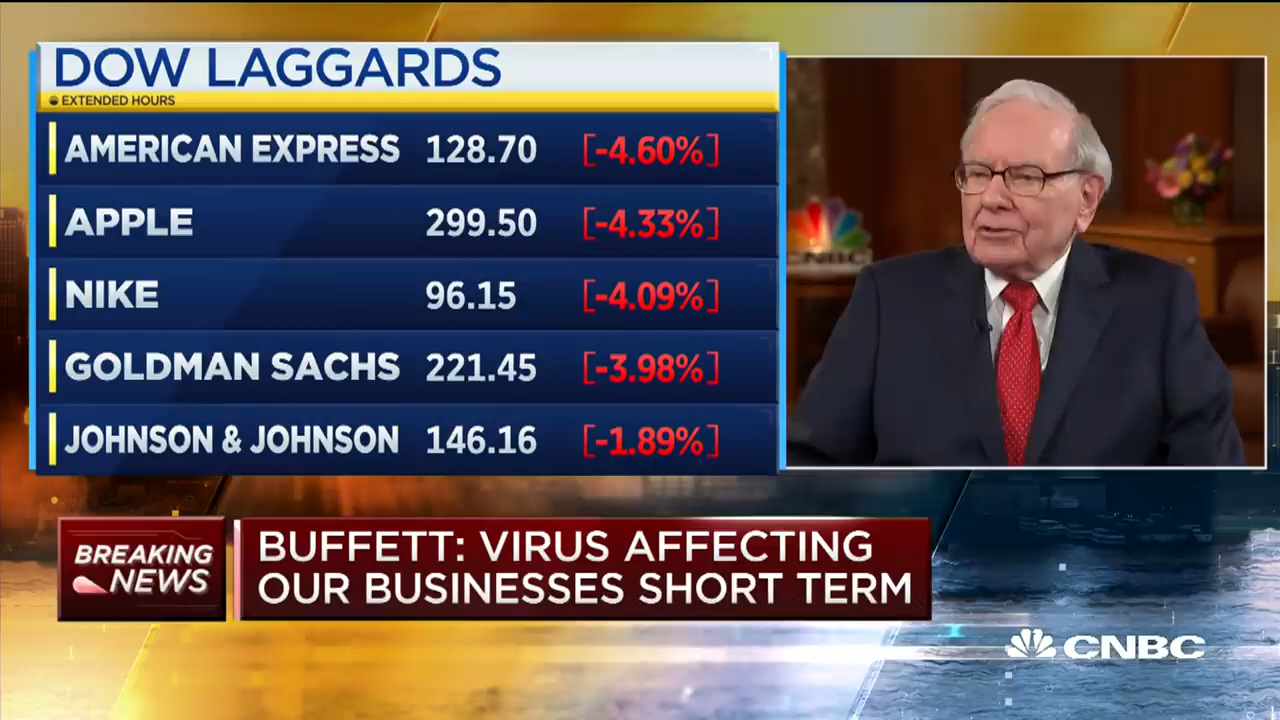 DOW LAGGARDS
EXTENDED HOURS
AMERICAN EXPRESS 128.70 [-4.60%]
APPLE 299.50 [-4.33%]
NIKE 96.15 [-4.09%]
GOLDMAN SACHS 221.45 [-3.98%]
JOHNSON & JOHNSON 146.16 [-1.89%]
CNBC
BREAKING
NEWS
BUFFETT: VIRUS AFFECTING
OUR BUSINESSES SHORT TERM
CNBC